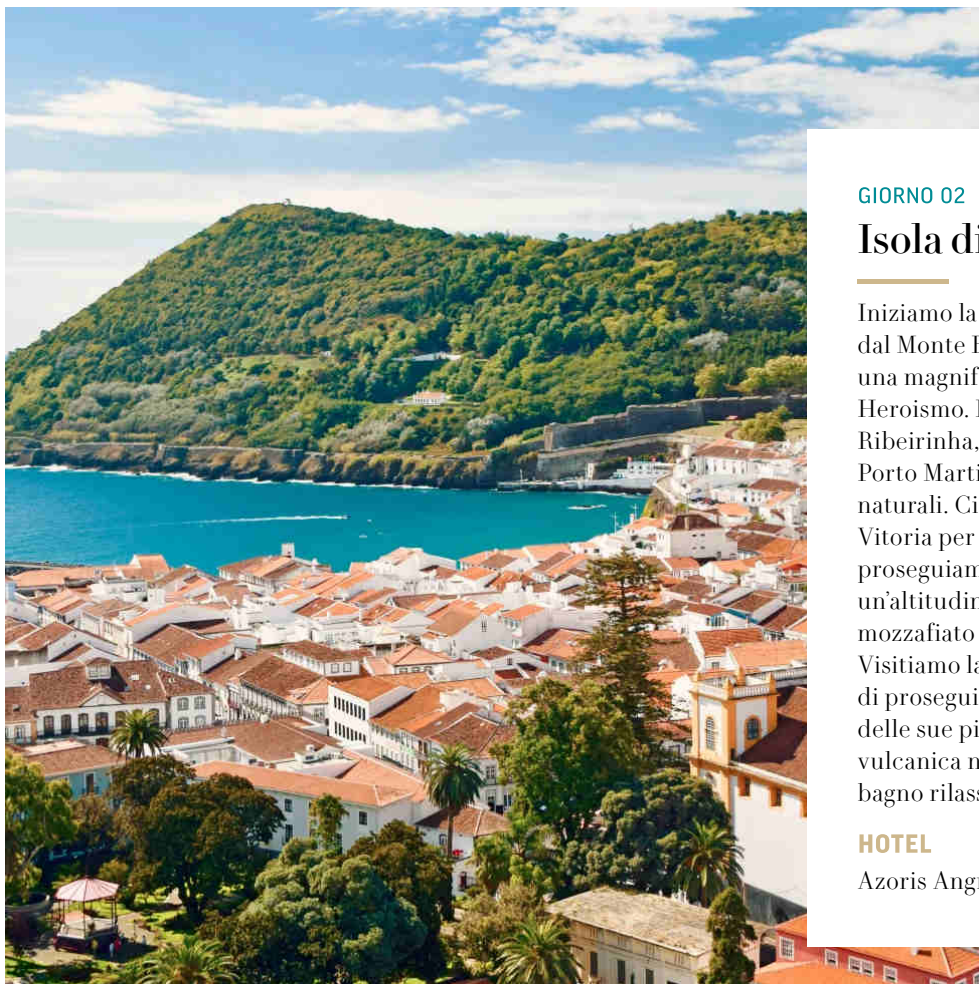 GIORNO 02
Isola di
Iniziamo la
dal Monte
una magnif
Heroismo.
Ribeirinha,
Porto Marti
naturali. Ci
Vitoria per
proseguiam
un’altitudin
mozzafiato
Visitiamo la
di prosegui
delle sue pi
vulcanica n
bagno rilass
HOTEL
Azoris Ang